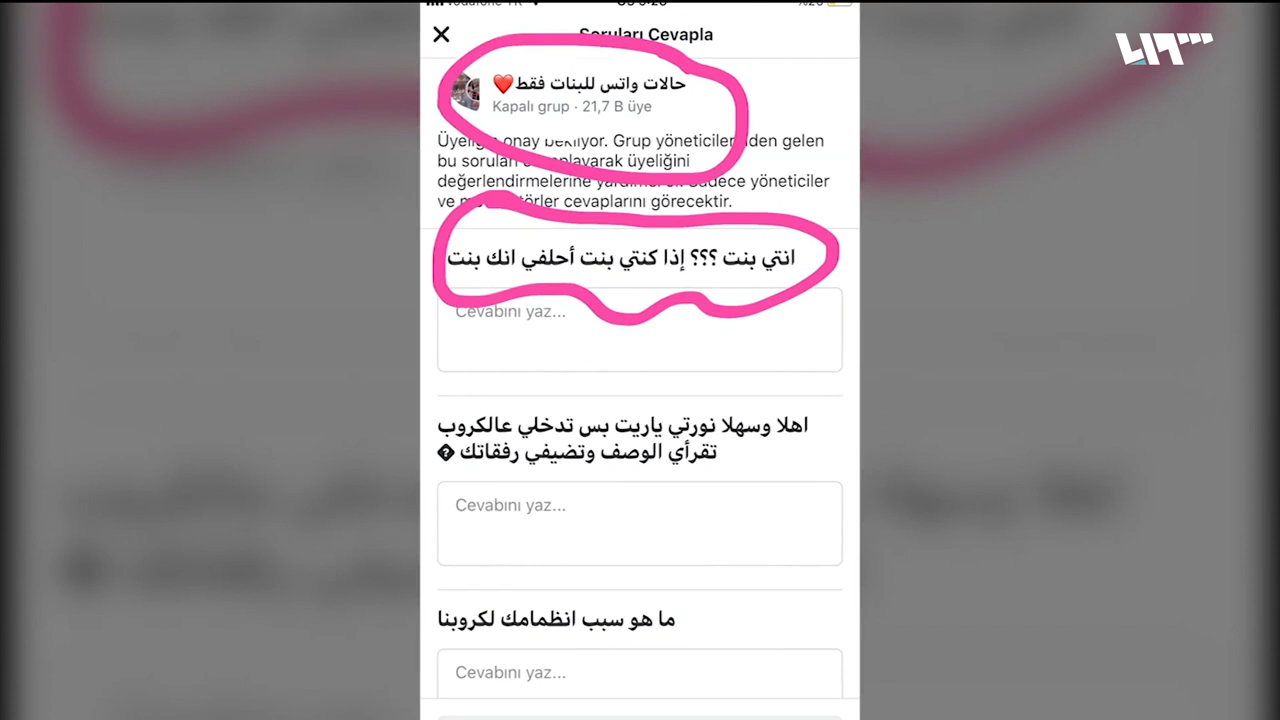 Soruları Cevapla
حالات واتس للبنات فقط❤️
Kapalı grup · 21,7 B üye
Üyeliğin onay bekliyor. Grup yöneticilerinden gelen
bu soruları cevaplayarak üyeliğini
değerlendirmelerine yardımcı ol. Sadece yöneticiler
ve moderatörler cevaplarını görecektir.
انتي بنت ؟؟؟ إذا كنتي بنت أحلفي انك بنت
Cevabını yaz...
اهلا وسهلا نورتي ياريت بس تدخلي عالكروب
تقرأي الوصف وتضيفي رفقاتك
Cevabını yaz...
ما هو سبب انظمامك لكروبنا
Cevabını yaz...